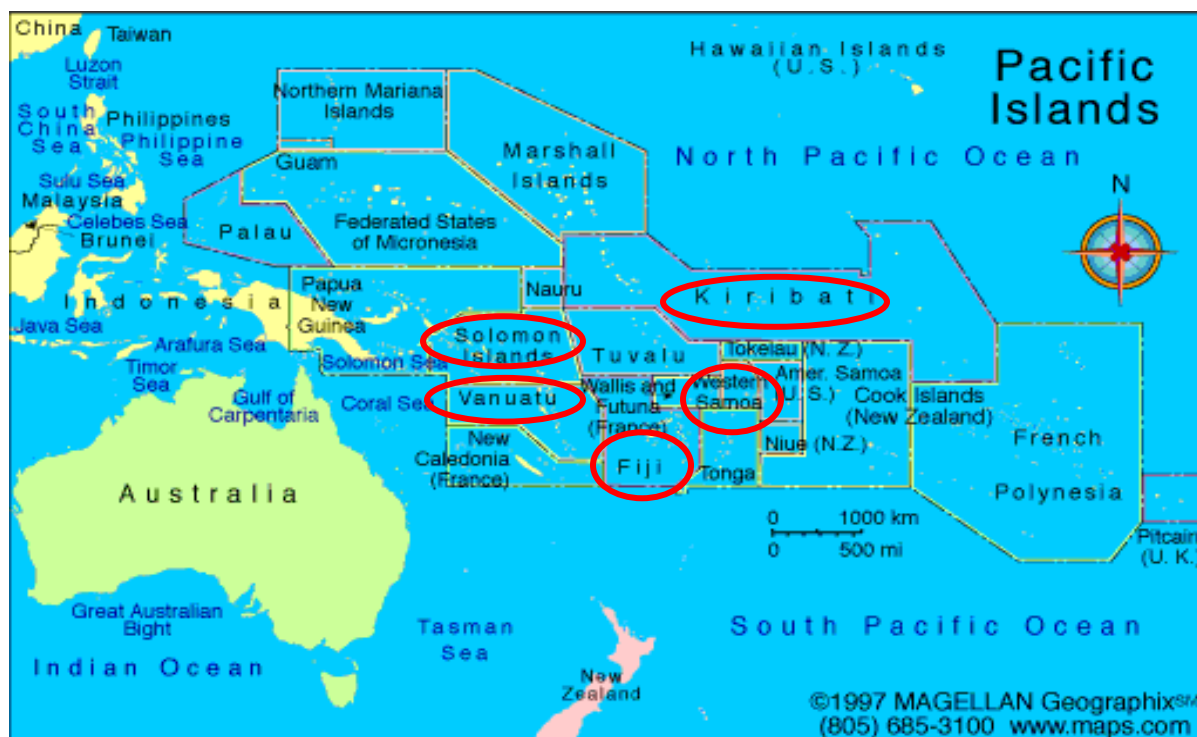 China
Taiwan
Luzon
Strait
South
China
Sea
Philippines
Philippine
Sea
Sulu Sea
Malaysia
Celebes Sea
Brunei
Palau
Northern Mariana
Islands
Guam
Federated States
of Micronesia
Marshall
Islands
Hawaiian Islands
(U.S.)
Pacific
Islands
North Pacific Ocean
N
Indonesia
Java Sea
Papua
New
Guinea
Nauru
Kiribati
Arafura Sea
Timor
Sea
Solomon Sea
Solomon
Islands
Tuvalu
Tokelau (N. Z.)
Gulf of
Carpentaria
Coral Sea
Vanuatu
Wallis and
Futuna
(France)
Western
Samoa
Amer. Samoa
(U. S.)
Cook Islands
(New Zealand)
New
Caledonia
(France)
Fiji
Tonga
Niue (N.Z.)
French
Polynesia
Australia
0 1000 km
0 500 mi
Pitcairn
(U. K.)
Great Australian
Bight
Indian Ocean
Tasman
Sea
South Pacific Ocean
New
Zealand
©1997 MAGELLAN Geographix℠
(805) 685-3100 www.maps.com